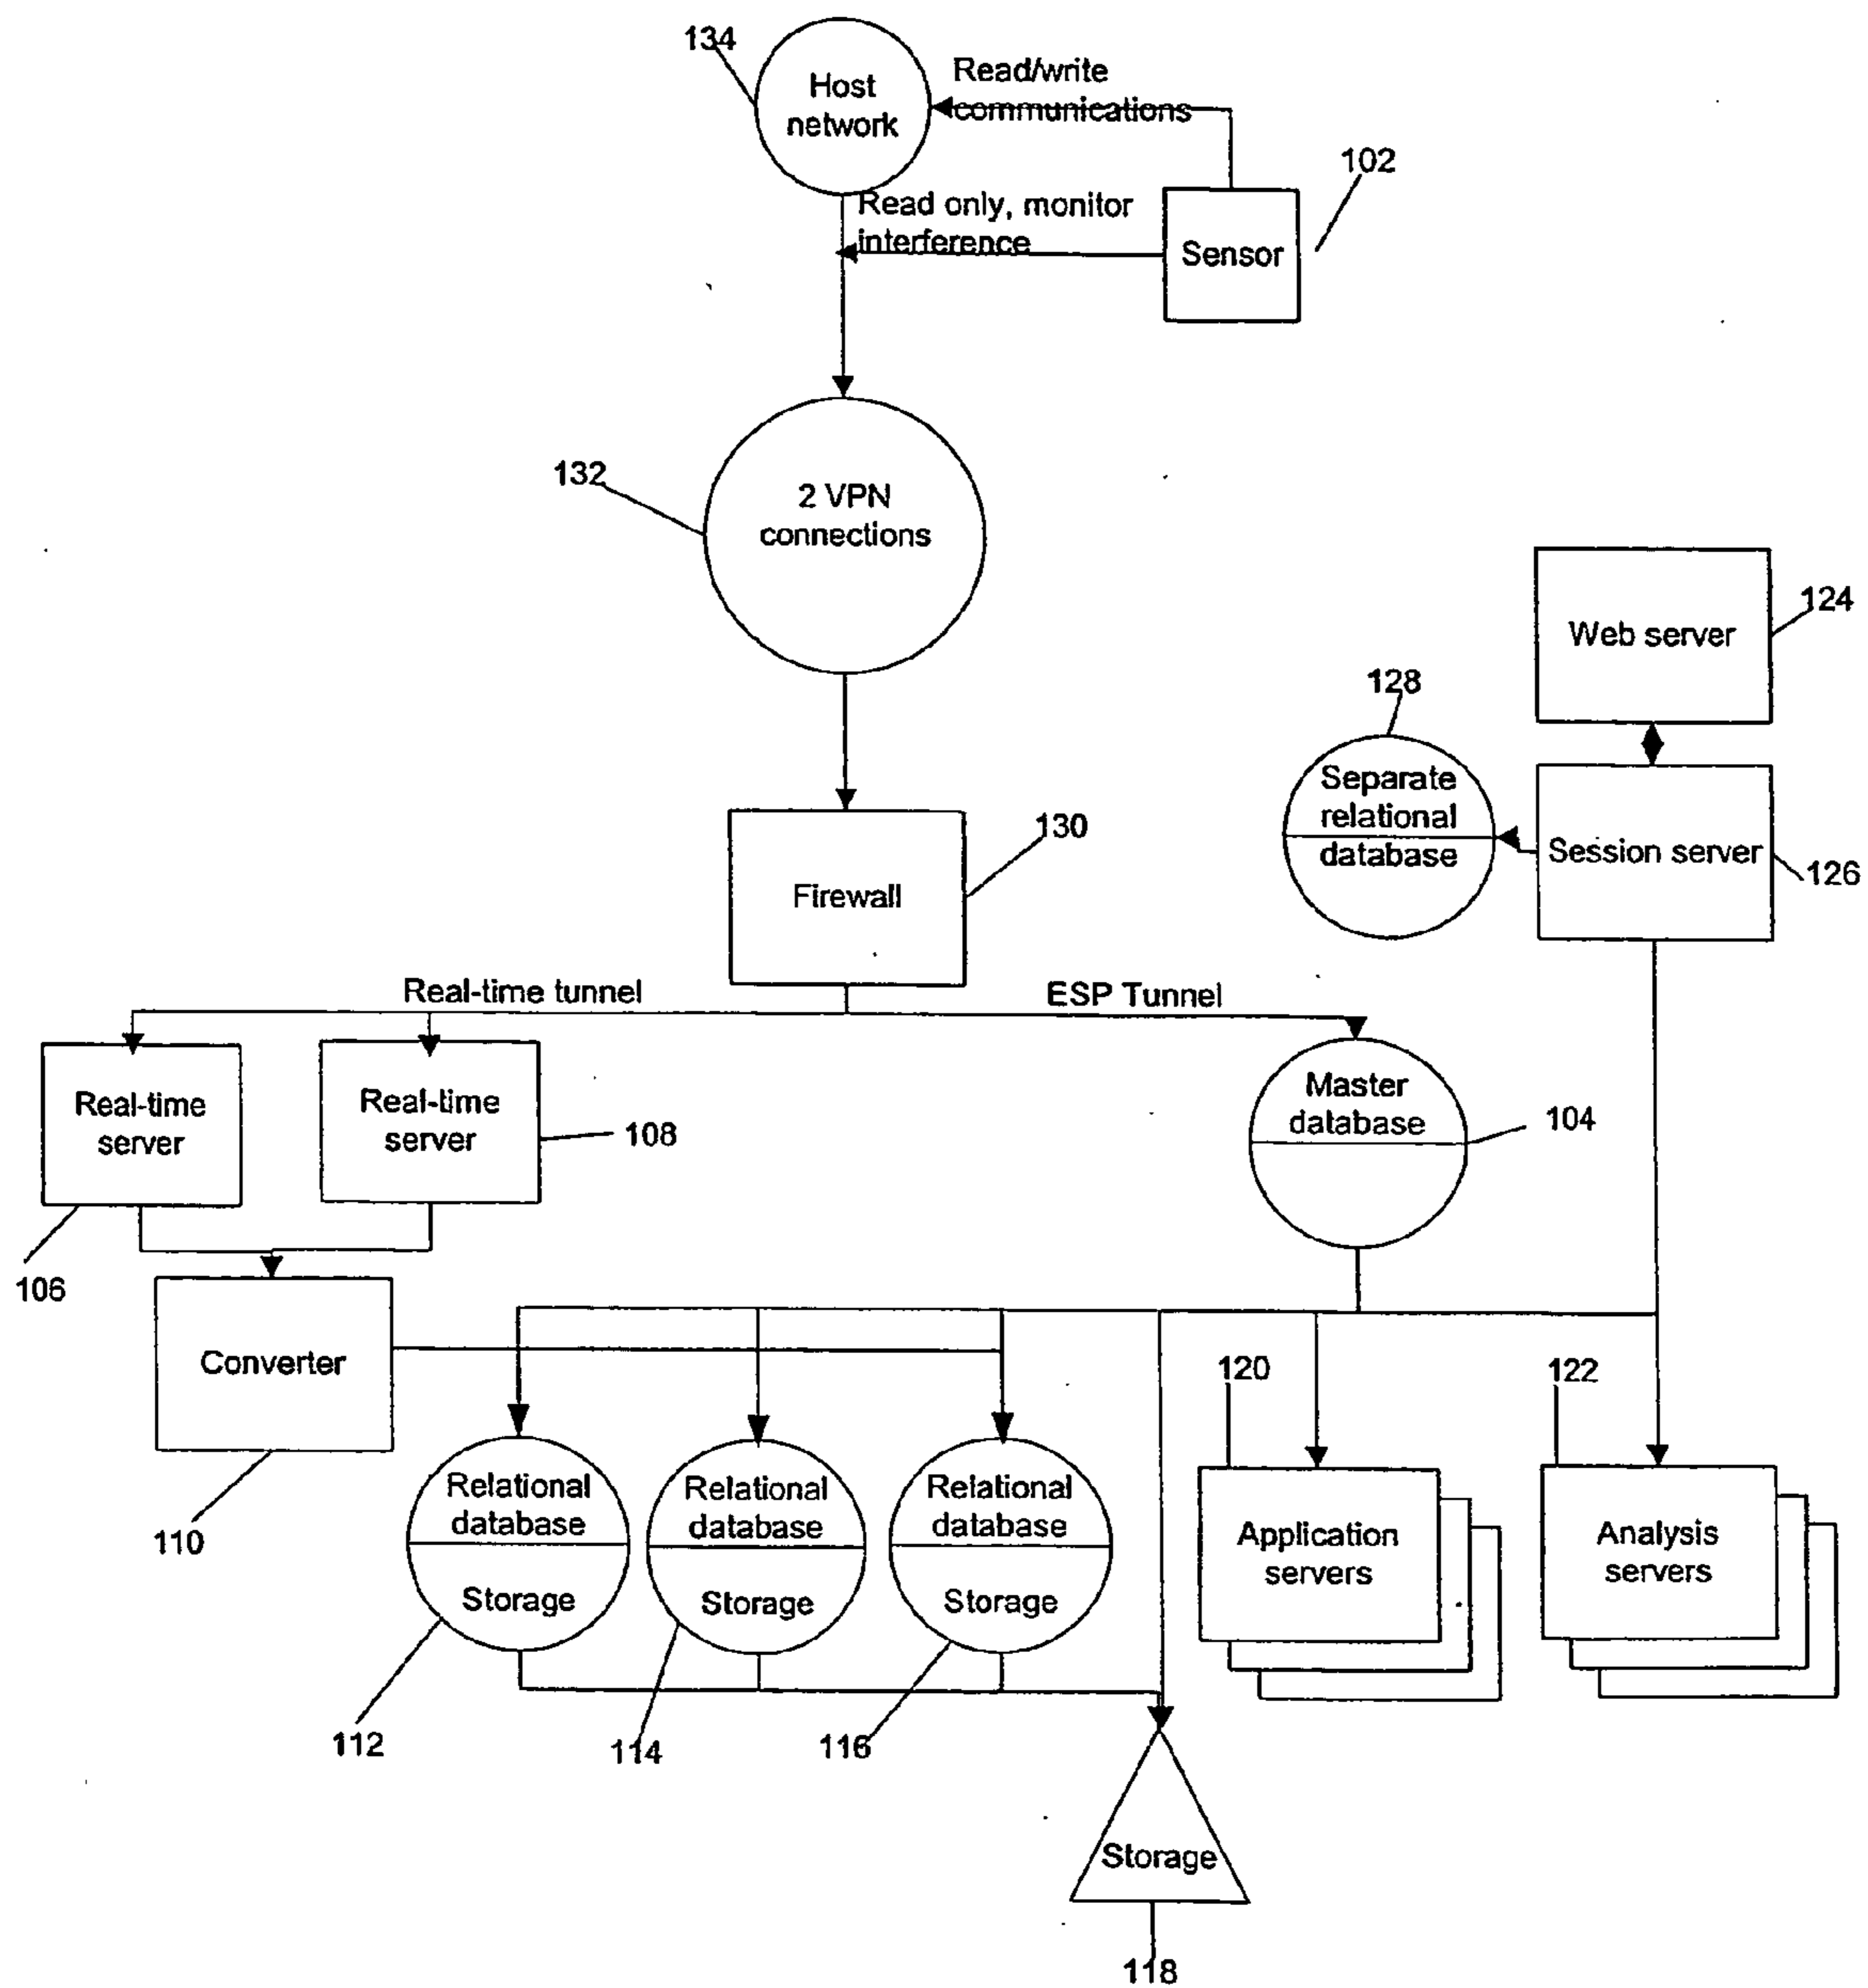 134
Host
network
Read/write
communications
102
Read only, monitor
interference
Sensor
132
2 VPN
connections
Web server
124
128
Separate
relational
database
Session server
126
130
Firewall
Real-time tunnel
ESP Tunnel
Real-time
server
Real-time
server
108
Master
database
104
106
Converter
120
122
110
Relational
database
Storage
Relational
database
Storage
Relational
database
Storage
Application
servers
Analysis
servers
112
114
116
Storage
118